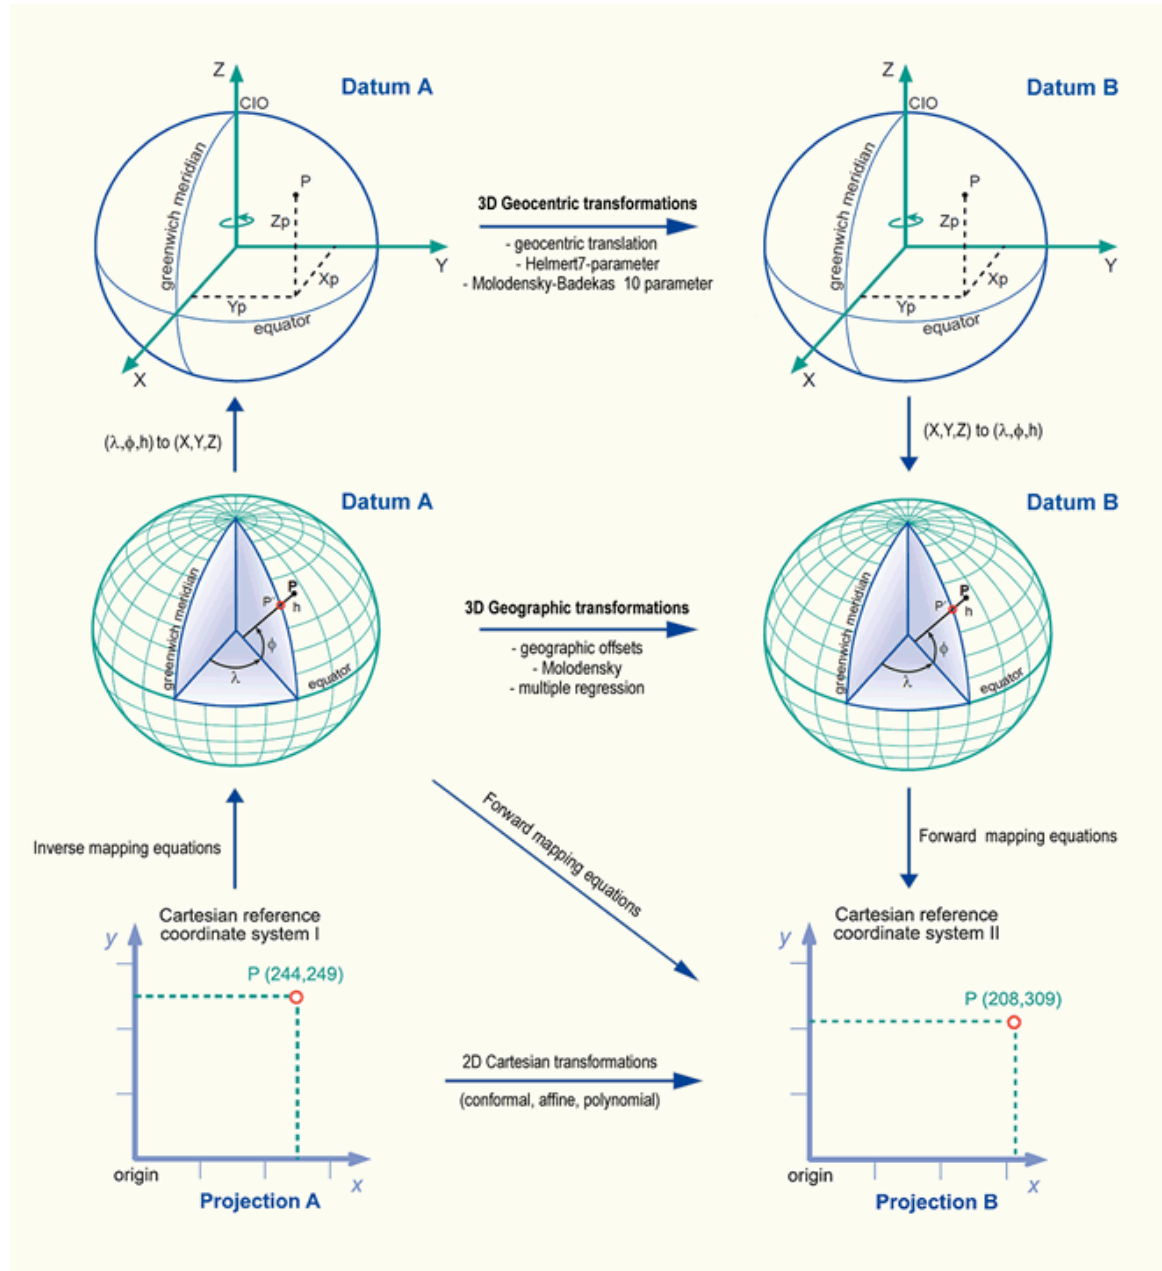 Z
Datum A
CIO
greenwich meridian
P
Zp
Y
Xp
Yp
equator
X
3D Geocentric transformations
- geocentric translation
- Helmert7-parameter
- Molodensky-Badekas 10 parameter
Z
Datum B
CIO
greenwich meridian
P
Zp
Y
Xp
Yp
equator
X
(λ,ϕ,h) to (X,Y,Z)
(X,Y,Z) to (λ,ϕ,h)
Datum A
greenwich meridian
P
P'
h
ϕ
λ
equator
3D Geographic transformations
- geographic offsets
- Molodensky
- multiple regression
Datum B
greenwich meridian
P
P'
h
ϕ
λ
equator
Inverse mapping equations
Forward mapping equations
Forward mapping equations
Cartesian reference
coordinate system I
y
P (244,249)
origin
x
Projection A
2D Cartesian transformations
(conformal, affine, polynomial)
Cartesian reference
coordinate system II
y
P (208,309)
origin
x
Projection B